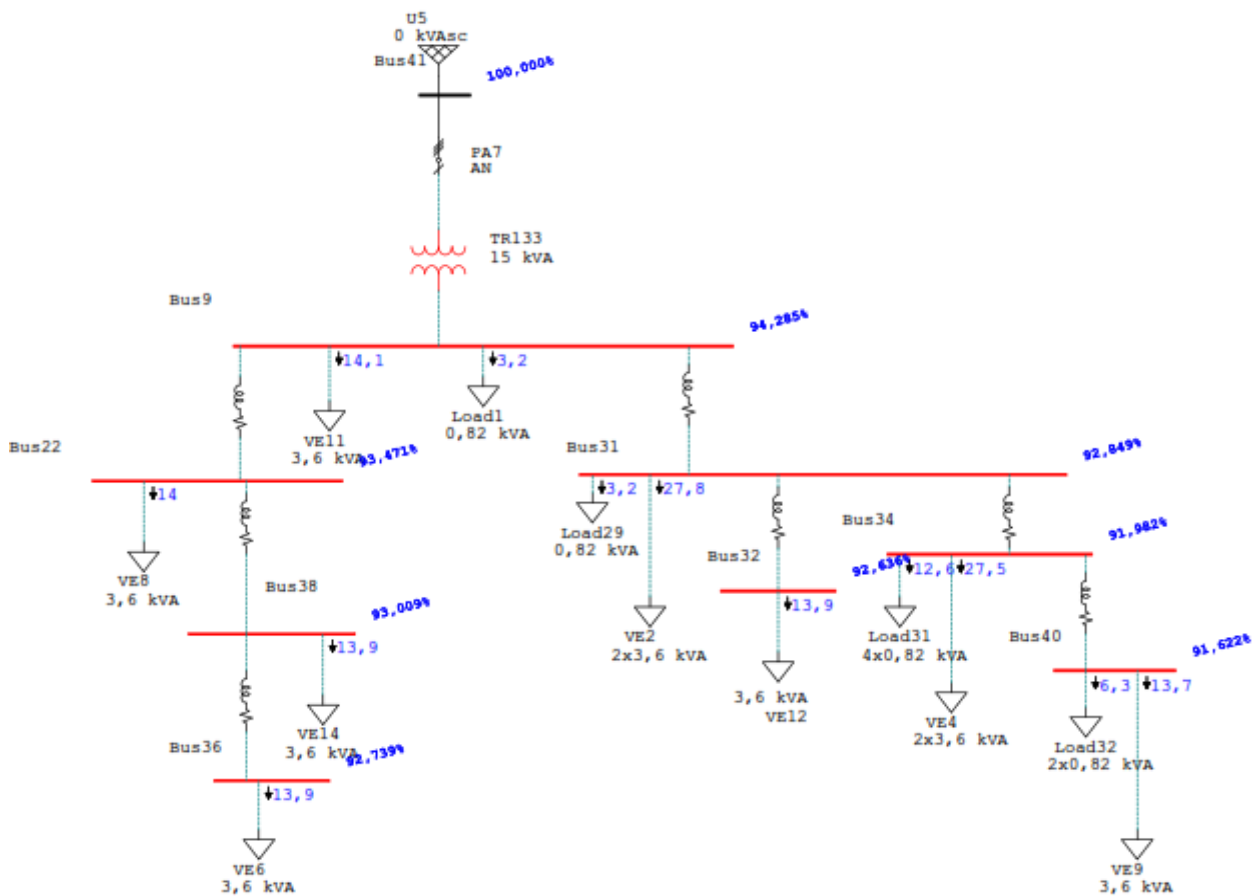 U5
0 kVAsc
Bus41
100,000%
PA7
AN
TR133
15 kVA
Bus9
94,285%
14,1
3,2
VE11
3,6 kVA
Load1
0,82 kVA
Bus22
93,471%
14
VE8
3,6 kVA
Bus38
93,009%
13,9
VE14
3,6 kVA
Bus36
92,739%
13,9
VE6
3,6 kVA
Bus31
92,849%
3,2
27,8
Load29
0,82 kVA
VE2
2x3,6 kVA
Bus32
92,636%
13,9
3,6 kVA
VE12
Bus34
91,982%
12,6
27,5
Load31
4x0,82 kVA
VE4
2x3,6 kVA
Bus40
91,622%
6,3
13,7
Load32
2x0,82 kVA
VE9
3,6 kVA